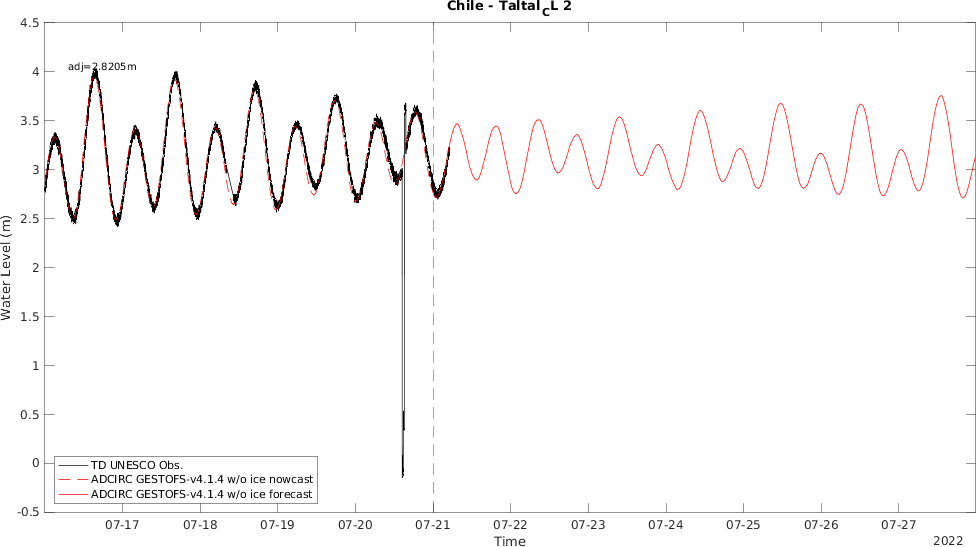 Chile - Taltal_CL 2
4.5
4
3.5
3
2.5
2
1.5
1
0.5
0
-0.5
Water Level (m)
adj=2.8205m
TD UNESCO Obs.
ADCIRC GESTOFS-v4.1.4 w/o ice nowcast
ADCIRC GESTOFS-v4.1.4 w/o ice forecast
07-17 07-18 07-19 07-20 07-21 07-22 07-23 07-24 07-25 07-26 07-27
Time
2022